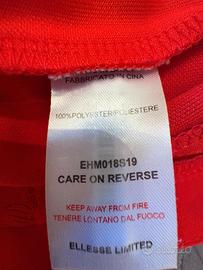 FABBRICATO IN CINA
100%POLYESTER/POLIESTERE
EHM018S19
CARE ON REVERSE
KEEP AWAY FROM FIRE
TENERE LONTANO DAL FUOCO
ELLESSE LIMITED
subito